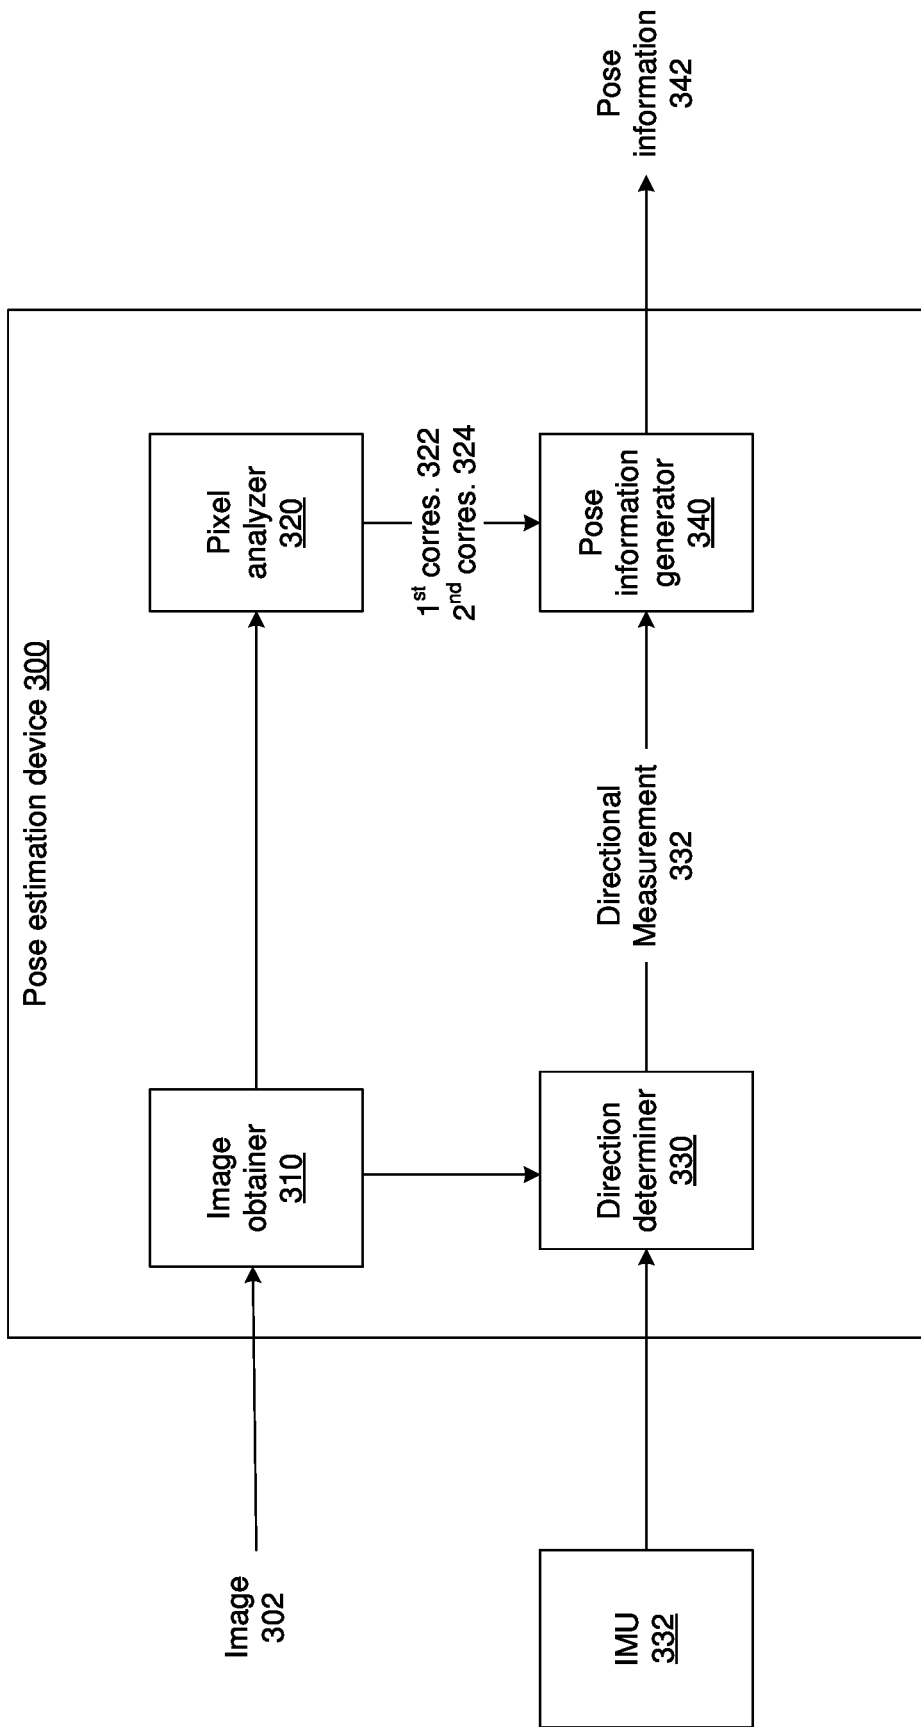 Pose estimation device 300
Image
302
Image
obtainer
310
Pixel
analyzer
320
1st corres. 322
2nd corres. 324
IMU
332
Direction
determiner
330
Directional
Measurement
332
Pose
information
generator
340
Pose
information
342